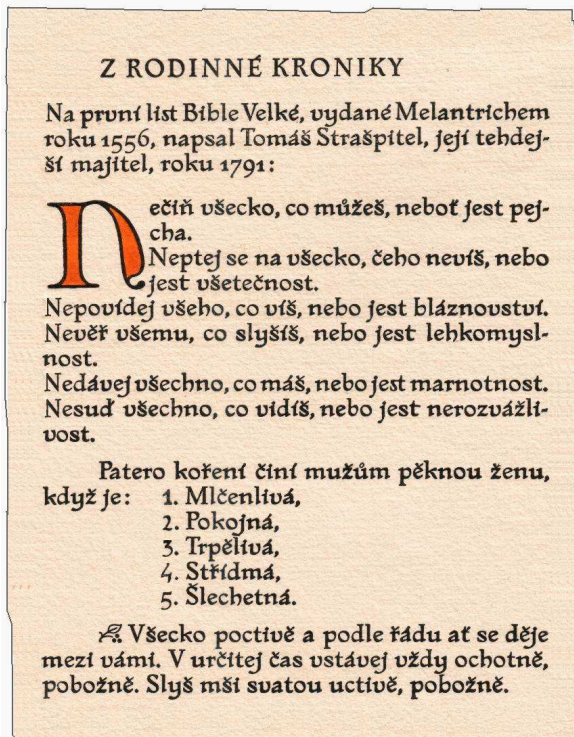 Z RODINNÉ KRONIKY
Na první list Bible Velké, vydané Melantrichem
roku 1556, napsal Tomáš Strašpitel, její tehdej-
ší majitel, roku 1791:
Nečiň všecko, co můžeš, neboť jest pej-
cha.
Neptej se na všecko, čeho nevíš, nebo
jest všetečnost.
Nepovídej všeho, co víš, nebo jest bláznovství.
Nevěř všemu, co slyšíš, nebo jest lehkomysl-
nost.
Nedávej všechno, co máš, nebo jest marnotnost.
Nesuď všechno, co vidíš, nebo jest nerozvážli-
vost.
Patero koření činí mužům pěknou ženu,
když je: 1. Mlčenlivá,
2. Pokojná,
3. Trpělivá,
4. Střídmá,
5. Šlechetná.
Všecko poctivě a podle řádu ať se děje
mezi vámi. V určitej čas vstávej vždy ochotně,
pobožně. Slyš mši svatou uctivě, pobožně.